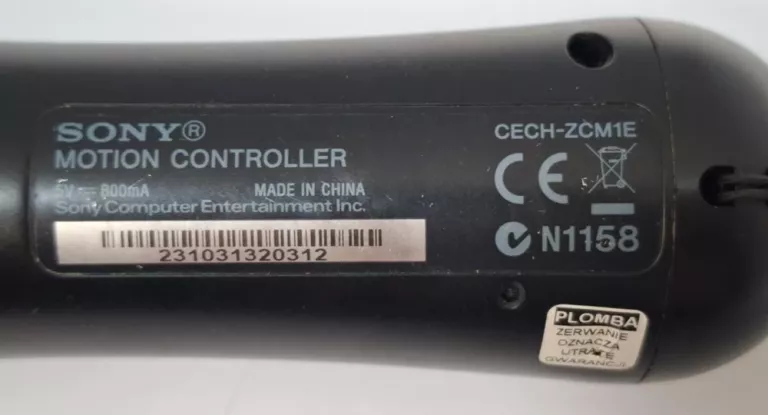 SONY®
MOTION CONTROLLER
5V ⎓ 800mA MADE IN CHINA
Sony Computer Entertainment Inc.
231031320312
CECH-ZCM1E
CE
N1158
PLOMBA
ZERWANIE
OZNACZA
UTRATĘ
GWARANCJI